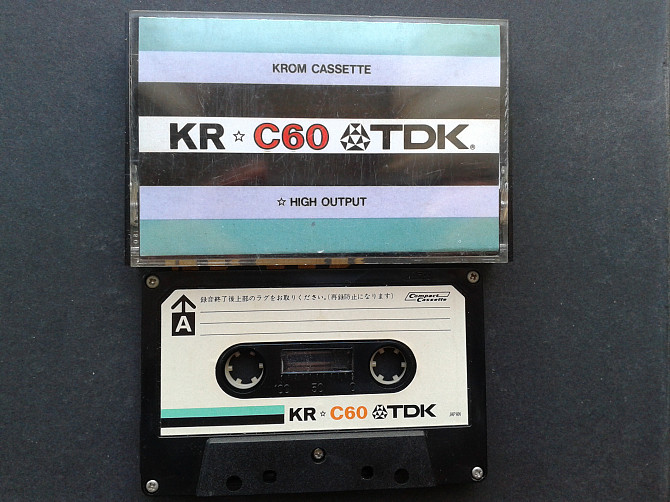 KROM CASSETTE
KR ☆ C60 TDK®
☆ HIGH OUTPUT
録音終了後上部のラグをお取りください。(再録防止になります)
Compact
Cassette
A
100 50 0
KR ☆ C60 TDK